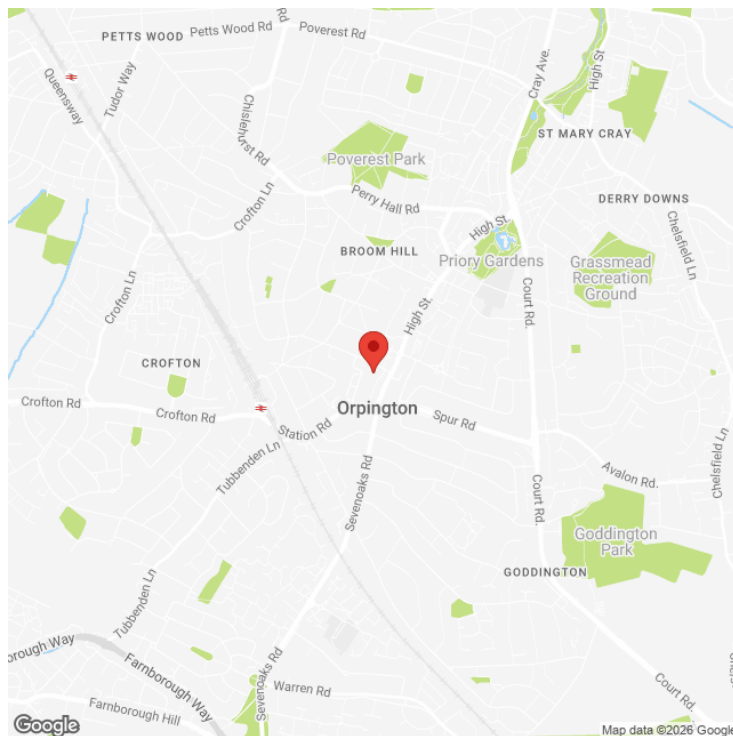 Rd
PETTS WOOD
Petts Wood Rd
Poverest Rd
Queensway
Tudor Way
Cray Ave.
High St
Chislehurst Rd
ST MARY CRAY
Poverest Park
Crofton Ln
Perry Hall Rd
DERRY DOWNS
High St.
Chelsfield Ln
BROOM HILL
Priory Gardens
Grassmead
Recreation
Ground
Crofton Ln
Court Rd.
High St.
CROFTON
Crofton Rd
Crofton Rd
Orpington
Station Rd
Spur Rd
Tubbenden Ln
Sevenoaks Rd
Avalon Rd.
Chelsfield Ln
Court Rd.
Goddington
Park
GODDINGTON
Tubbenden Ln
orough Way
Farnborough Way
Sevenoaks Rd
Warren Rd
Court Rd.
Farnborough Hill
Google
Map data ©2026 Google